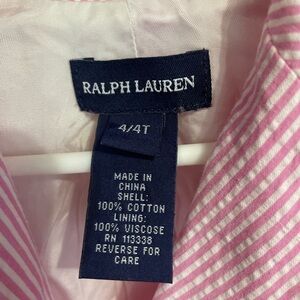 RALPH LAUREN
4/4T
MADE IN
CHINA
SHELL:
100% COTTON
LINING:
100% VISCOSE
RN 113338
REVERSE FOR
CARE